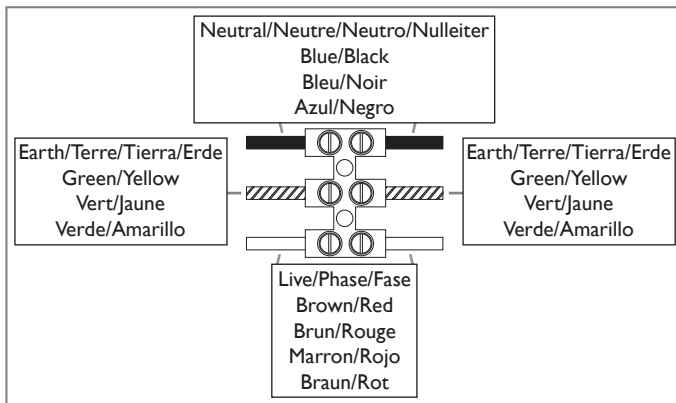 Neutral/Neutre/Neutro/Nulleiter
Blue/Black
Bleu/Noir
Azul/Negro
Earth/Terre/Tierra/Erde
Green/Yellow
Vert/Jaune
Verde/Amarillo
Earth/Terre/Tierra/Erde
Green/Yellow
Vert/Jaune
Verde/Amarillo
Live/Phase/Fase
Brown/Red
Brun/Rouge
Marron/Rojo
Braun/Rot